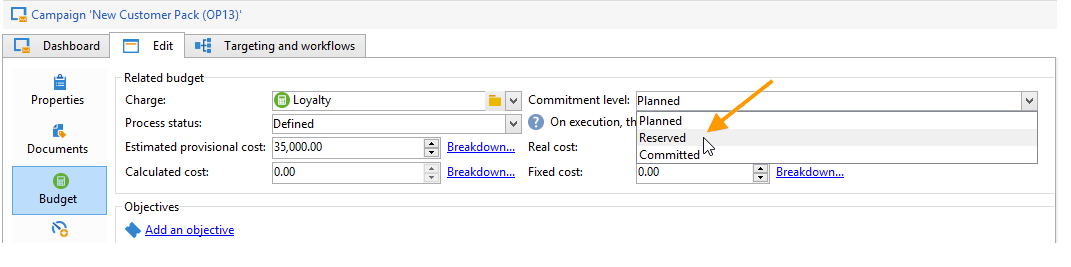 Campaign 'New Customer Pack (OP13)'
Dashboard Edit Targeting and workflows
Related budget
Properties Charge: Loyalty Commitment level: Planned
Process status: Defined On execution, th Planned
Documents Estimated provisional cost: 35,000.00 Breakdown... Real cost: Reserved
Committed
Calculated cost: 0.00 Breakdown... Fixed cost: 0.00 Breakdown...
Budget
Objectives
Add an objective